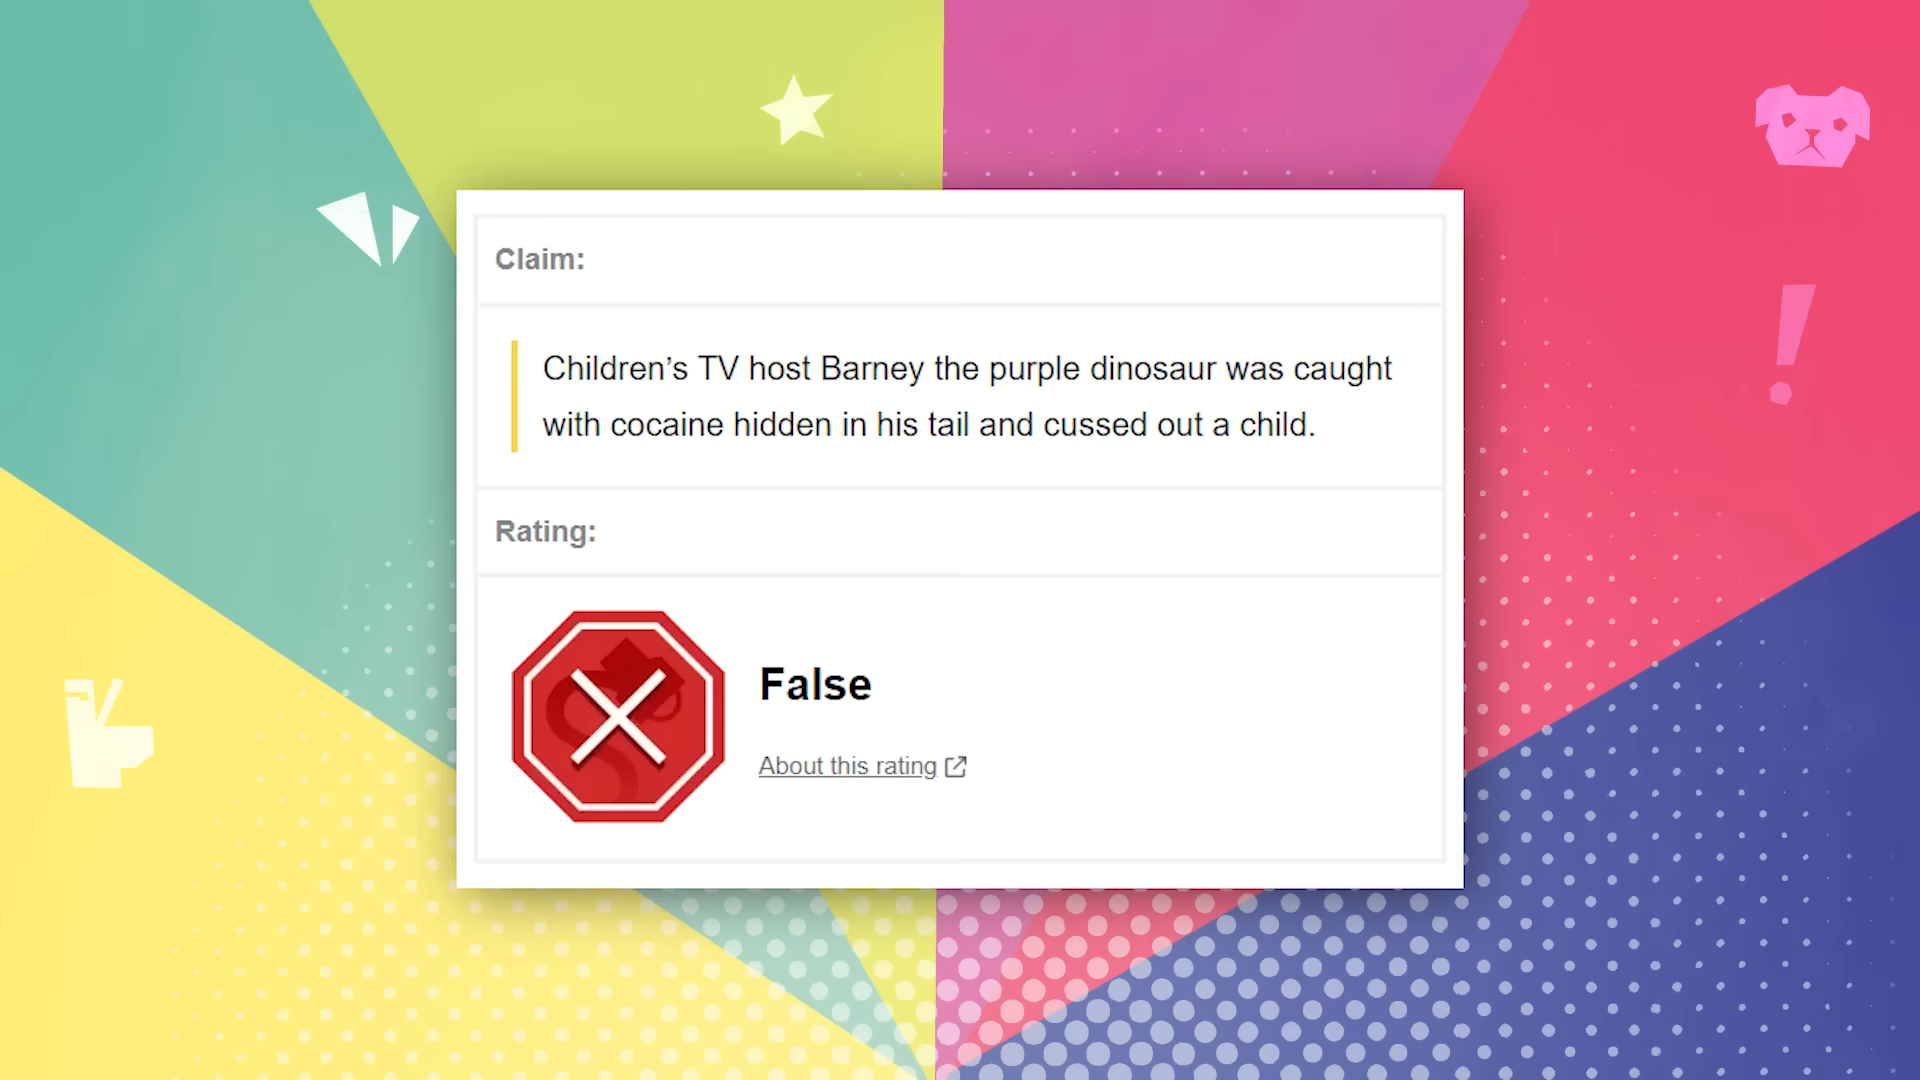 Claim:
Children’s TV host Barney the purple dinosaur was caught
with cocaine hidden in his tail and cussed out a child.
Rating:
False
About this rating